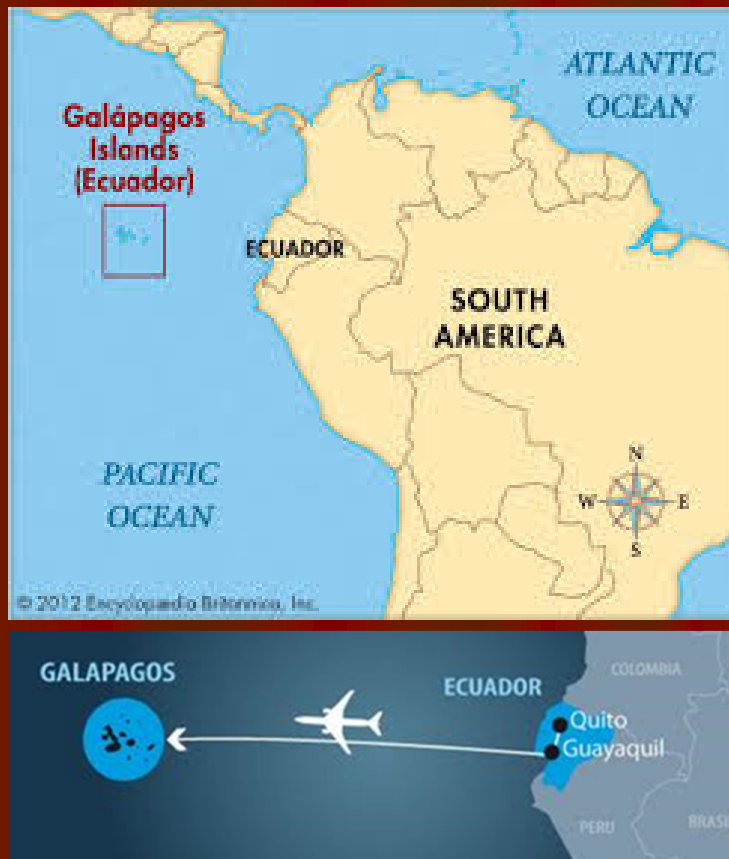 ATLANTIC
OCEAN
Galápagos
Islands
(Ecuador)
ECUADOR
SOUTH
AMERICA
PACIFIC
OCEAN
N
W E
S
© 2012 Encyclopædia Britannica, Inc.
GALAPAGOS
ECUADOR
COLOMBIA
Quito
Guayaquil
PERU
BRASI